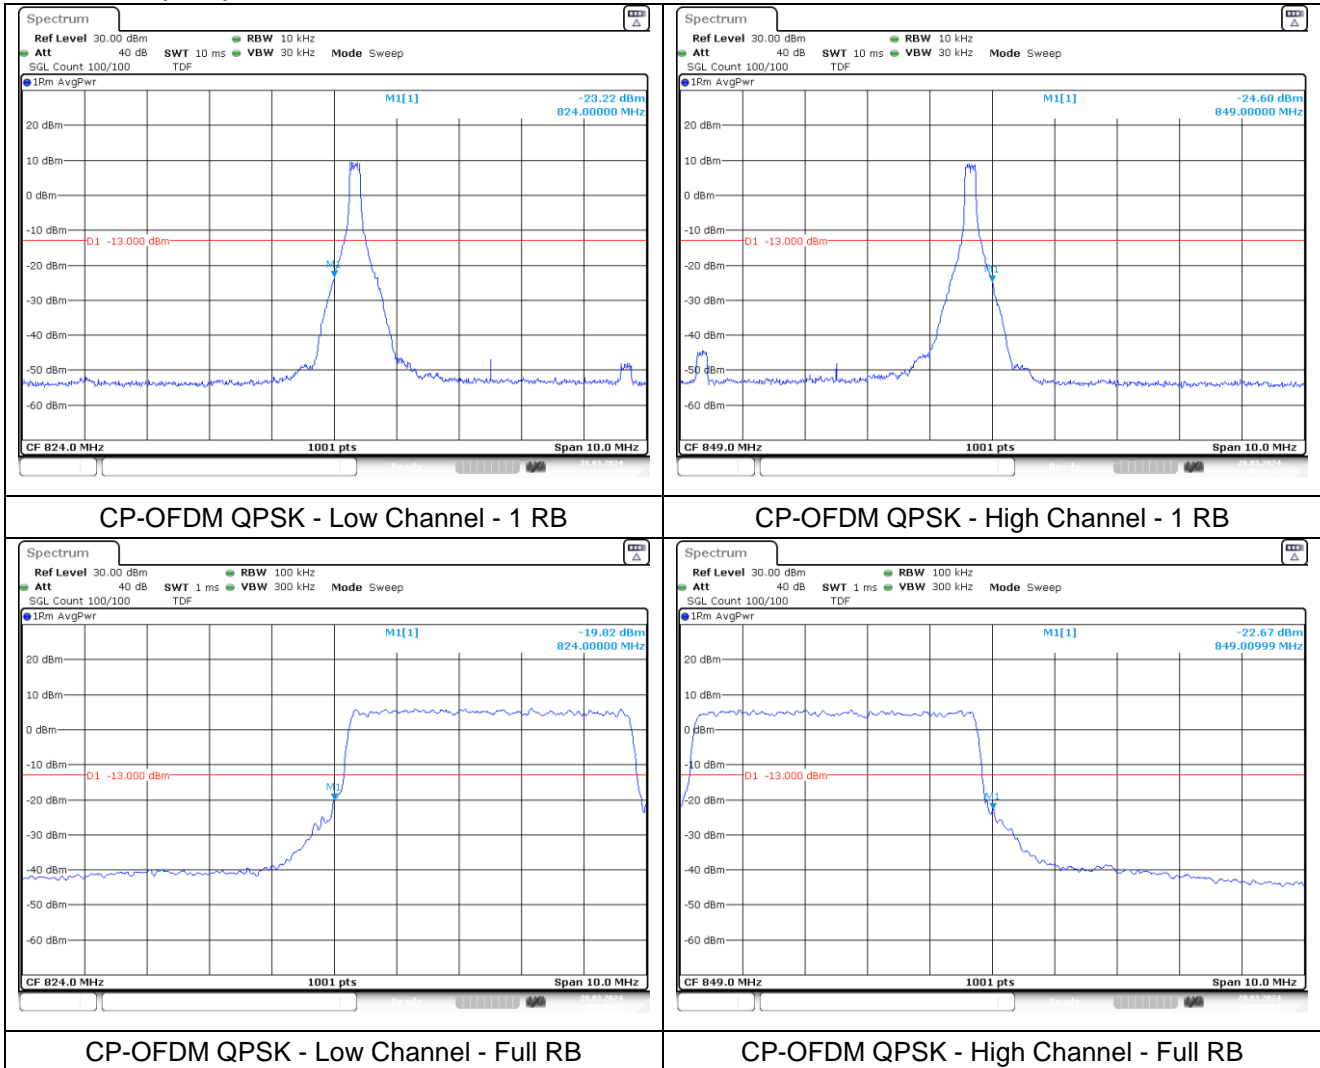 Spectrum
Ref Level 30.00 dBm RBW 10 kHz
Att 40 dB SWT 10 ms VBW 30 kHz Mode Sweep
SGL Count 100/100 TDF
1Rm AvgPwr
M1[1] -23.22 dBm
824.00000 MHz
20 dBm
10 dBm
0 dBm
-10 dBm
D1 -13.000 dBm
-20 dBm
M1
-30 dBm
-40 dBm
-50 dBm
-60 dBm
CF 824.0 MHz 1001 pts Span 10.0 MHz
Ready 28.03.2024
CP-OFDM QPSK - Low Channel - 1 RB
Spectrum
Ref Level 30.00 dBm RBW 10 kHz
Att 40 dB SWT 10 ms VBW 30 kHz Mode Sweep
SGL Count 100/100 TDF
1Rm AvgPwr
M1[1] -24.60 dBm
849.00000 MHz
20 dBm
10 dBm
0 dBm
-10 dBm
D1 -13.000 dBm
-20 dBm
M1
-30 dBm
-40 dBm
-50 dBm
-60 dBm
CF 849.0 MHz 1001 pts Span 10.0 MHz
CP-OFDM QPSK - High Channel - 1 RB
Spectrum
Ref Level 30.00 dBm RBW 100 kHz
Att 40 dB SWT 1 ms VBW 300 kHz Mode Sweep
SGL Count 100/100 TDF
1Rm AvgPwr
M1[1] -19.82 dBm
824.00000 MHz
20 dBm
10 dBm
0 dBm
-10 dBm
D1 -13.000 dBm
-20 dBm
M1
-30 dBm
-40 dBm
-50 dBm
-60 dBm
CF 824.0 MHz 1001 pts Span 10.0 MHz
CP-OFDM QPSK - Low Channel - Full RB
Spectrum
Ref Level 30.00 dBm RBW 100 kHz
Att 40 dB SWT 1 ms VBW 300 kHz Mode Sweep
SGL Count 100/100 TDF
1Rm AvgPwr
M1[1] -22.67 dBm
849.00999 MHz
20 dBm
10 dBm
0 dBm
-10 dBm
D1 -13.000 dBm
-20 dBm
M1
-30 dBm
-40 dBm
-50 dBm
-60 dBm
CF 849.0 MHz 1001 pts Span 10.0 MHz
CP-OFDM QPSK - High Channel - Full RB